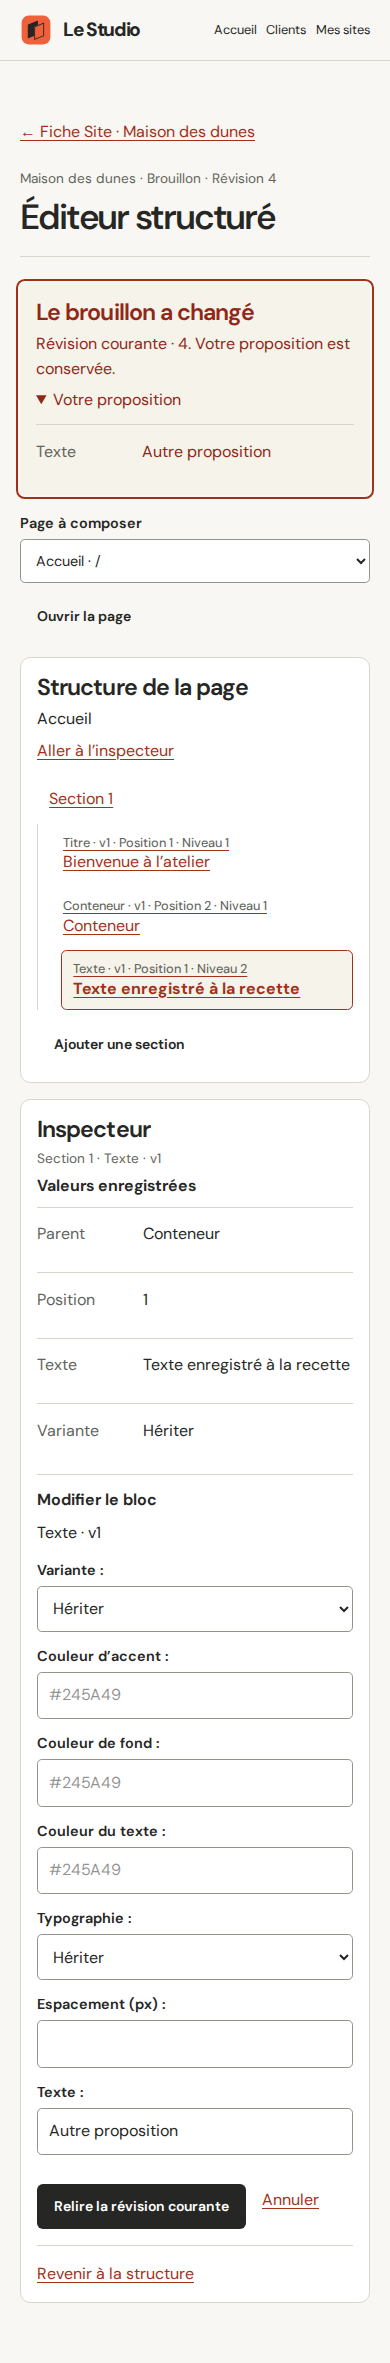 Le Studio
Accueil Clients Mes sites
← Fiche Site · Maison des dunes
Maison des dunes · Brouillon · Révision 4
Éditeur structuré
Le brouillon a changé
Révision courante · 4. Votre proposition est
conservée.
▼ Votre proposition
Texte Autre proposition
Page à composer
Accueil · /
Ouvrir la page
Structure de la page
Accueil
Aller à l’inspecteur
Section 1
Titre · v1 · Position 1 · Niveau 1
Bienvenue à l’atelier
Conteneur · v1 · Position 2 · Niveau 1
Conteneur
Texte · v1 · Position 1 · Niveau 2
Texte enregistré à la recette
Ajouter une section
Inspecteur
Section 1 · Texte · v1
Valeurs enregistrées
Parent Conteneur
Position 1
Texte Texte enregistré à la recette
Variante Hériter
Modifier le bloc
Texte · v1
Variante :
Hériter
Couleur d’accent :
#245A49
Couleur de fond :
#245A49
Couleur du texte :
#245A49
Typographie :
Hériter
Espacement (px) :
Texte :
Autre proposition
Relire la révision courante Annuler
Revenir à la structure